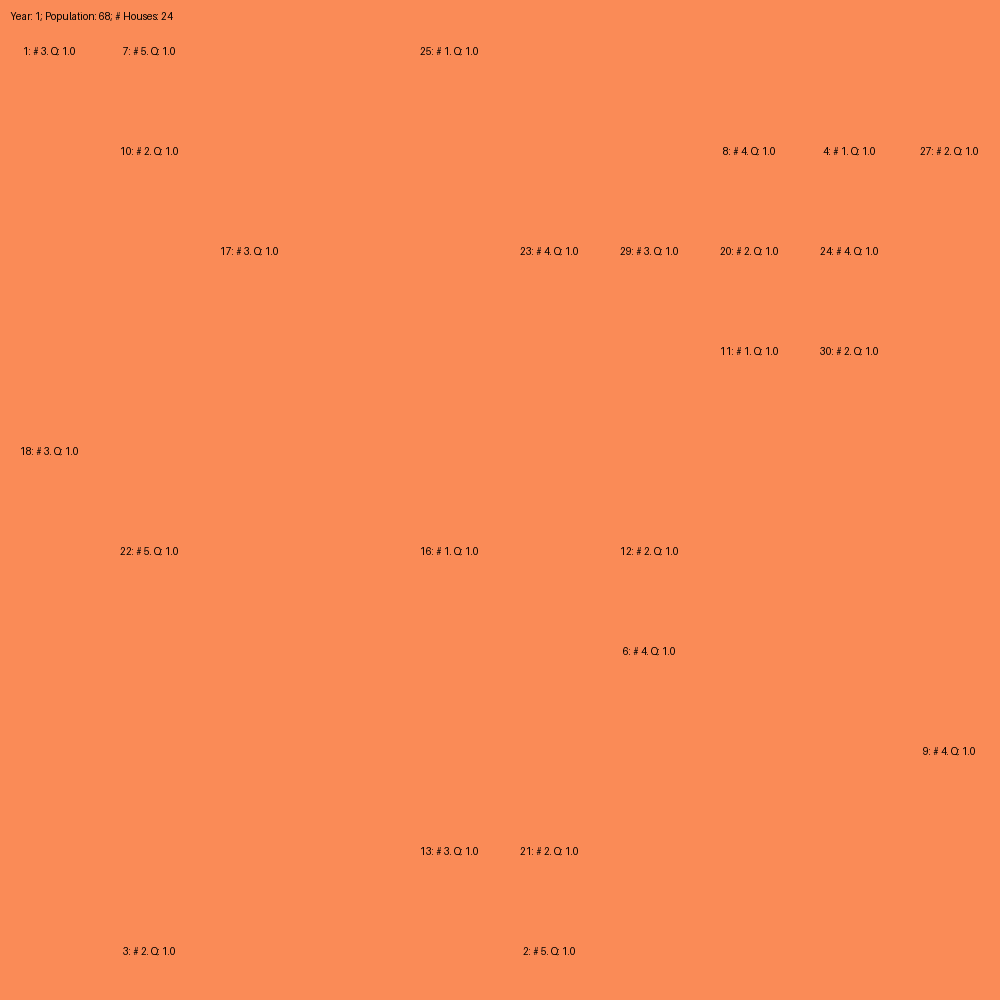 Year: 1; Population: 68; # Houses: 24
1: # 3. Q: 1.0 7: # 5. Q: 1.0 25: # 1. Q: 1.0
10: # 2. Q: 1.0 8: # 4. Q: 1.0 4: # 1. Q: 1.0 27: # 2. Q: 1.0
17: # 3. Q: 1.0 23: # 4. Q: 1.0 29: # 3. Q: 1.0 20: # 2. Q: 1.0 24: # 4. Q: 1.0
11: # 1. Q: 1.0 30: # 2. Q: 1.0
18: # 3. Q: 1.0
22: # 5. Q: 1.0 16: # 1. Q: 1.0 12: # 2. Q: 1.0
6: # 4. Q: 1.0
9: # 4. Q: 1.0
13: # 3. Q: 1.0 21: # 2. Q: 1.0
3: # 2. Q: 1.0 2: # 5. Q: 1.0